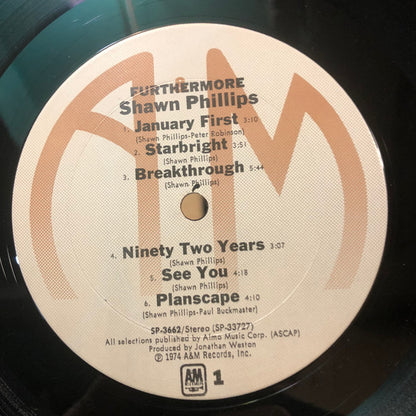 FURTHERMORE
Shawn Phillips
1. January First 3:10
(Shawn Phillips-Peter Robinson)
2. Starbright 3:51
(Shawn Phillips)
3. Breakthrough 5:44
(Shawn Phillips)
4. Ninety Two Years 3:07
(Shawn Phillips)
5. See You 4:18
(Shawn Phillips)
6. Planscape 4:10
(Shawn Phillips-Paul Buckmaster)
SP-3662/Stereo (SP-33727)
All selections published by Almo Music Corp. (ASCAP)
Produced by Jonathan Weston
Ⓟ 1974 A&M Records, Inc.
A&M
1